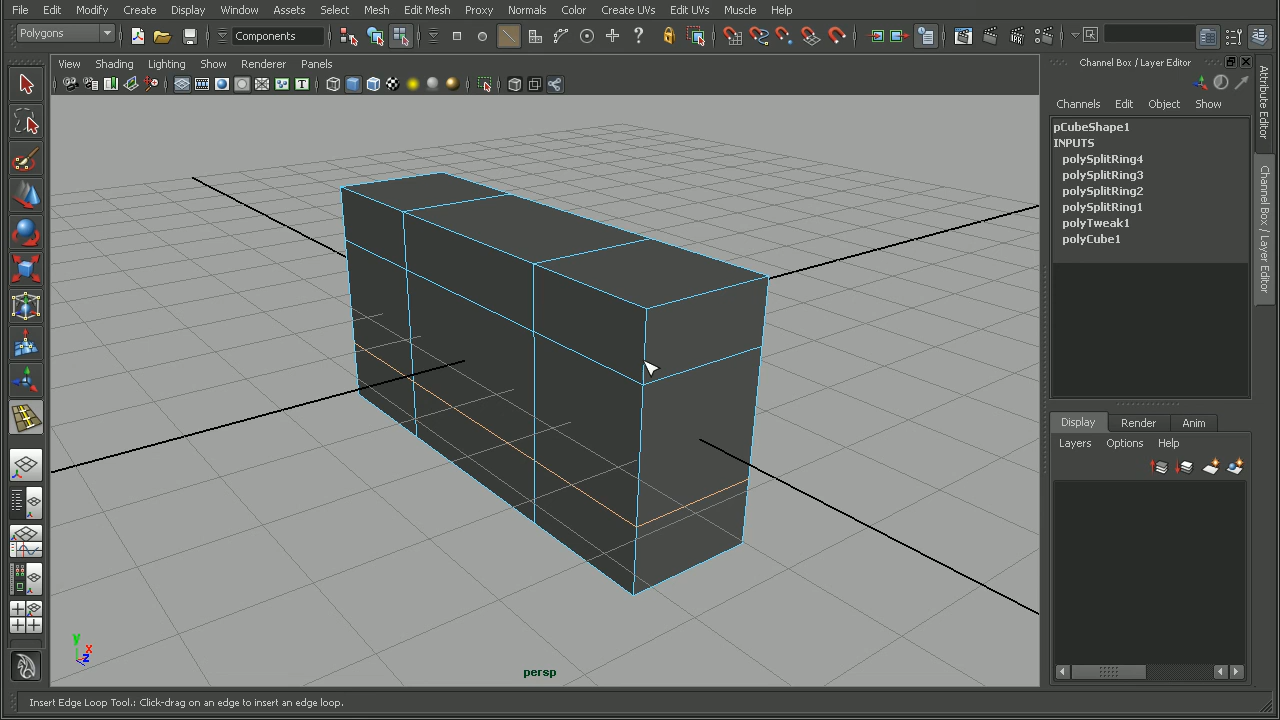 File Edit Modify Create Display Window Assets Select Mesh Edit Mesh Proxy Normals Color Create UVs Edit UVs Muscle Help
Polygons Components
View Shading Lighting Show Renderer Panels
Channel Box / Layer Editor
Channels Edit Object Show
pCubeShape1
INPUTS
polySplitRing4
polySplitRing3
polySplitRing2
polySplitRing1
polyTweak1
polyCube1
Attribute Editor
Channel Box / Layer Editor
Display Render Anim
Layers Options Help
y
x
z
persp
Insert Edge Loop Tool.: Click-drag on an edge to insert an edge loop.